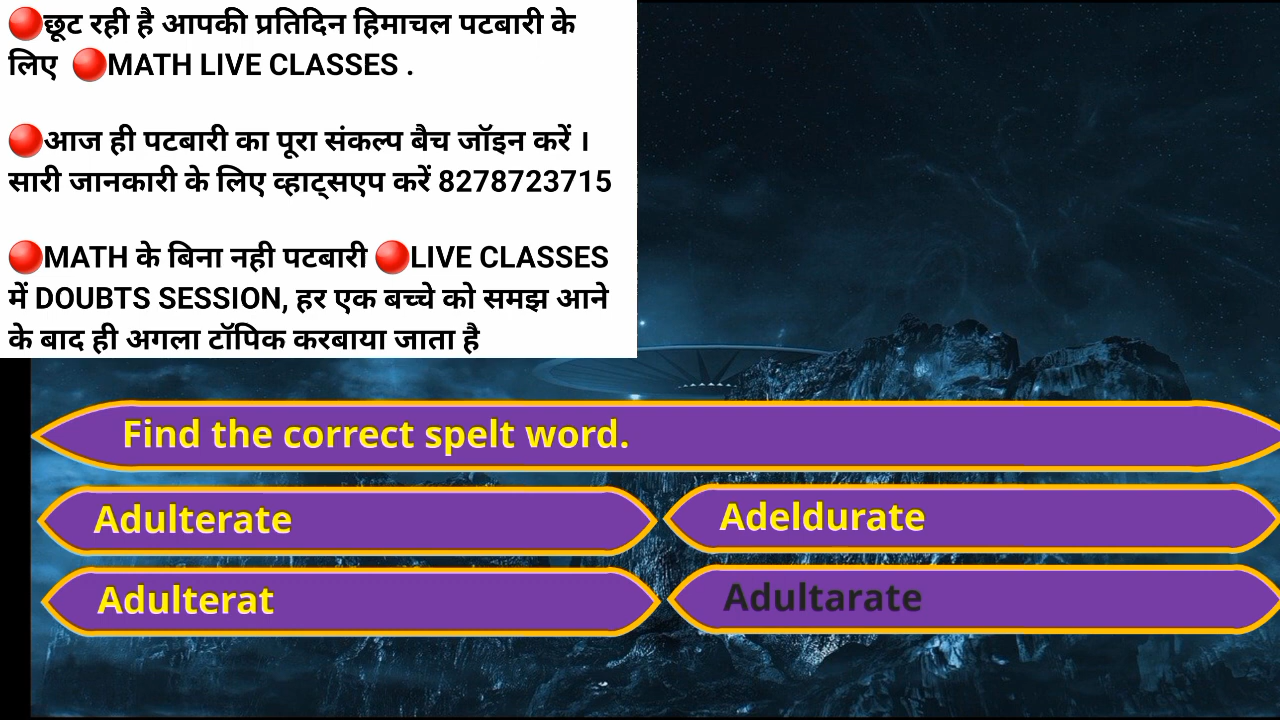 🔴छूट रही है आपकी प्रतिदिन हिमाचल पटबारी के
लिए 🔴MATH LIVE CLASSES .
🔴आज ही पटबारी का पूरा संकल्प बैच जॉइन करें ।
सारी जानकारी के लिए व्हाट्सएप करें 8278723715
🔴MATH के बिना नही पटबारी 🔴LIVE CLASSES
में DOUBTS SESSION, हर एक बच्चे को समझ आने
के बाद ही अगला टॉपिक करबाया जाता है
Find the correct spelt word.
Adulterate
Adeldurate
Adulterat
Adultarate